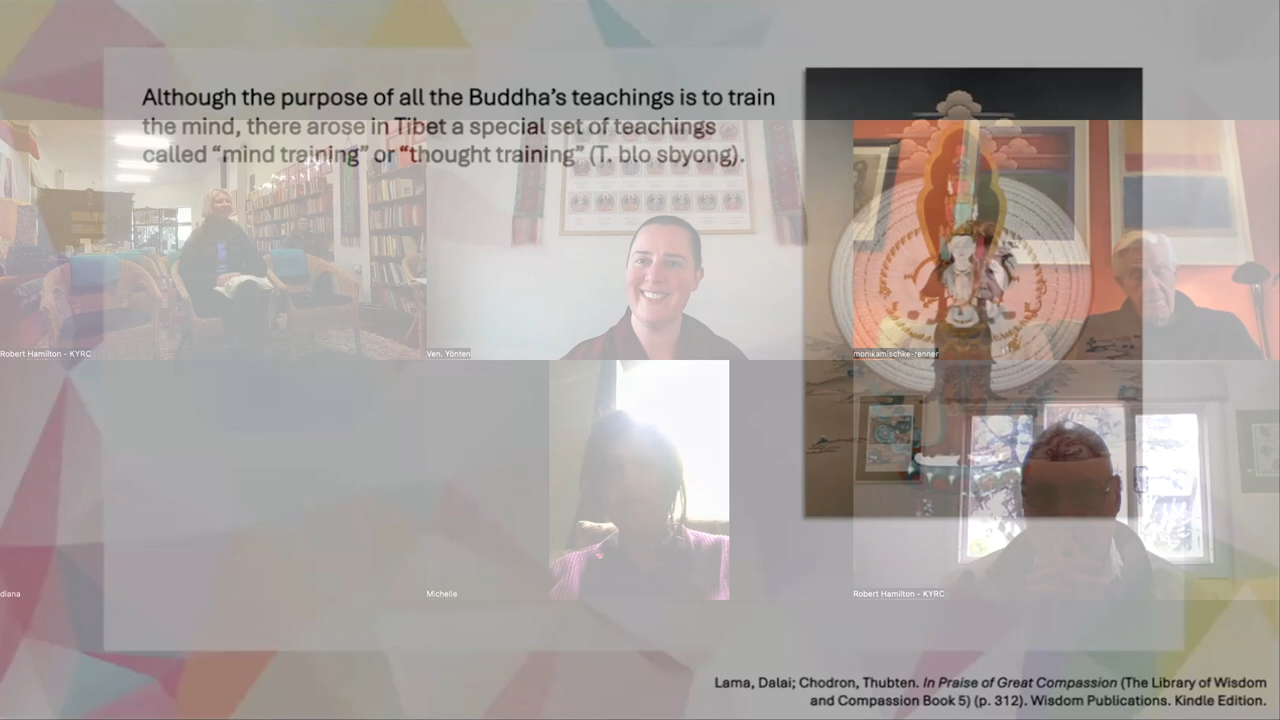 Although the purpose of all the Buddha’s teachings is to train
the mind, there arose in Tibet a special set of teachings
called “mind training” or “thought training” (T. blo sbyong).
Robert Hamilton - KYRC
Ven. Yönten
monikamischke-renner
diana
Michelle
Robert Hamilton - KYRC
Lama, Dalai; Chodron, Thubten. In Praise of Great Compassion (The Library of Wisdom
and Compassion Book 5) (p. 312). Wisdom Publications. Kindle Edition.